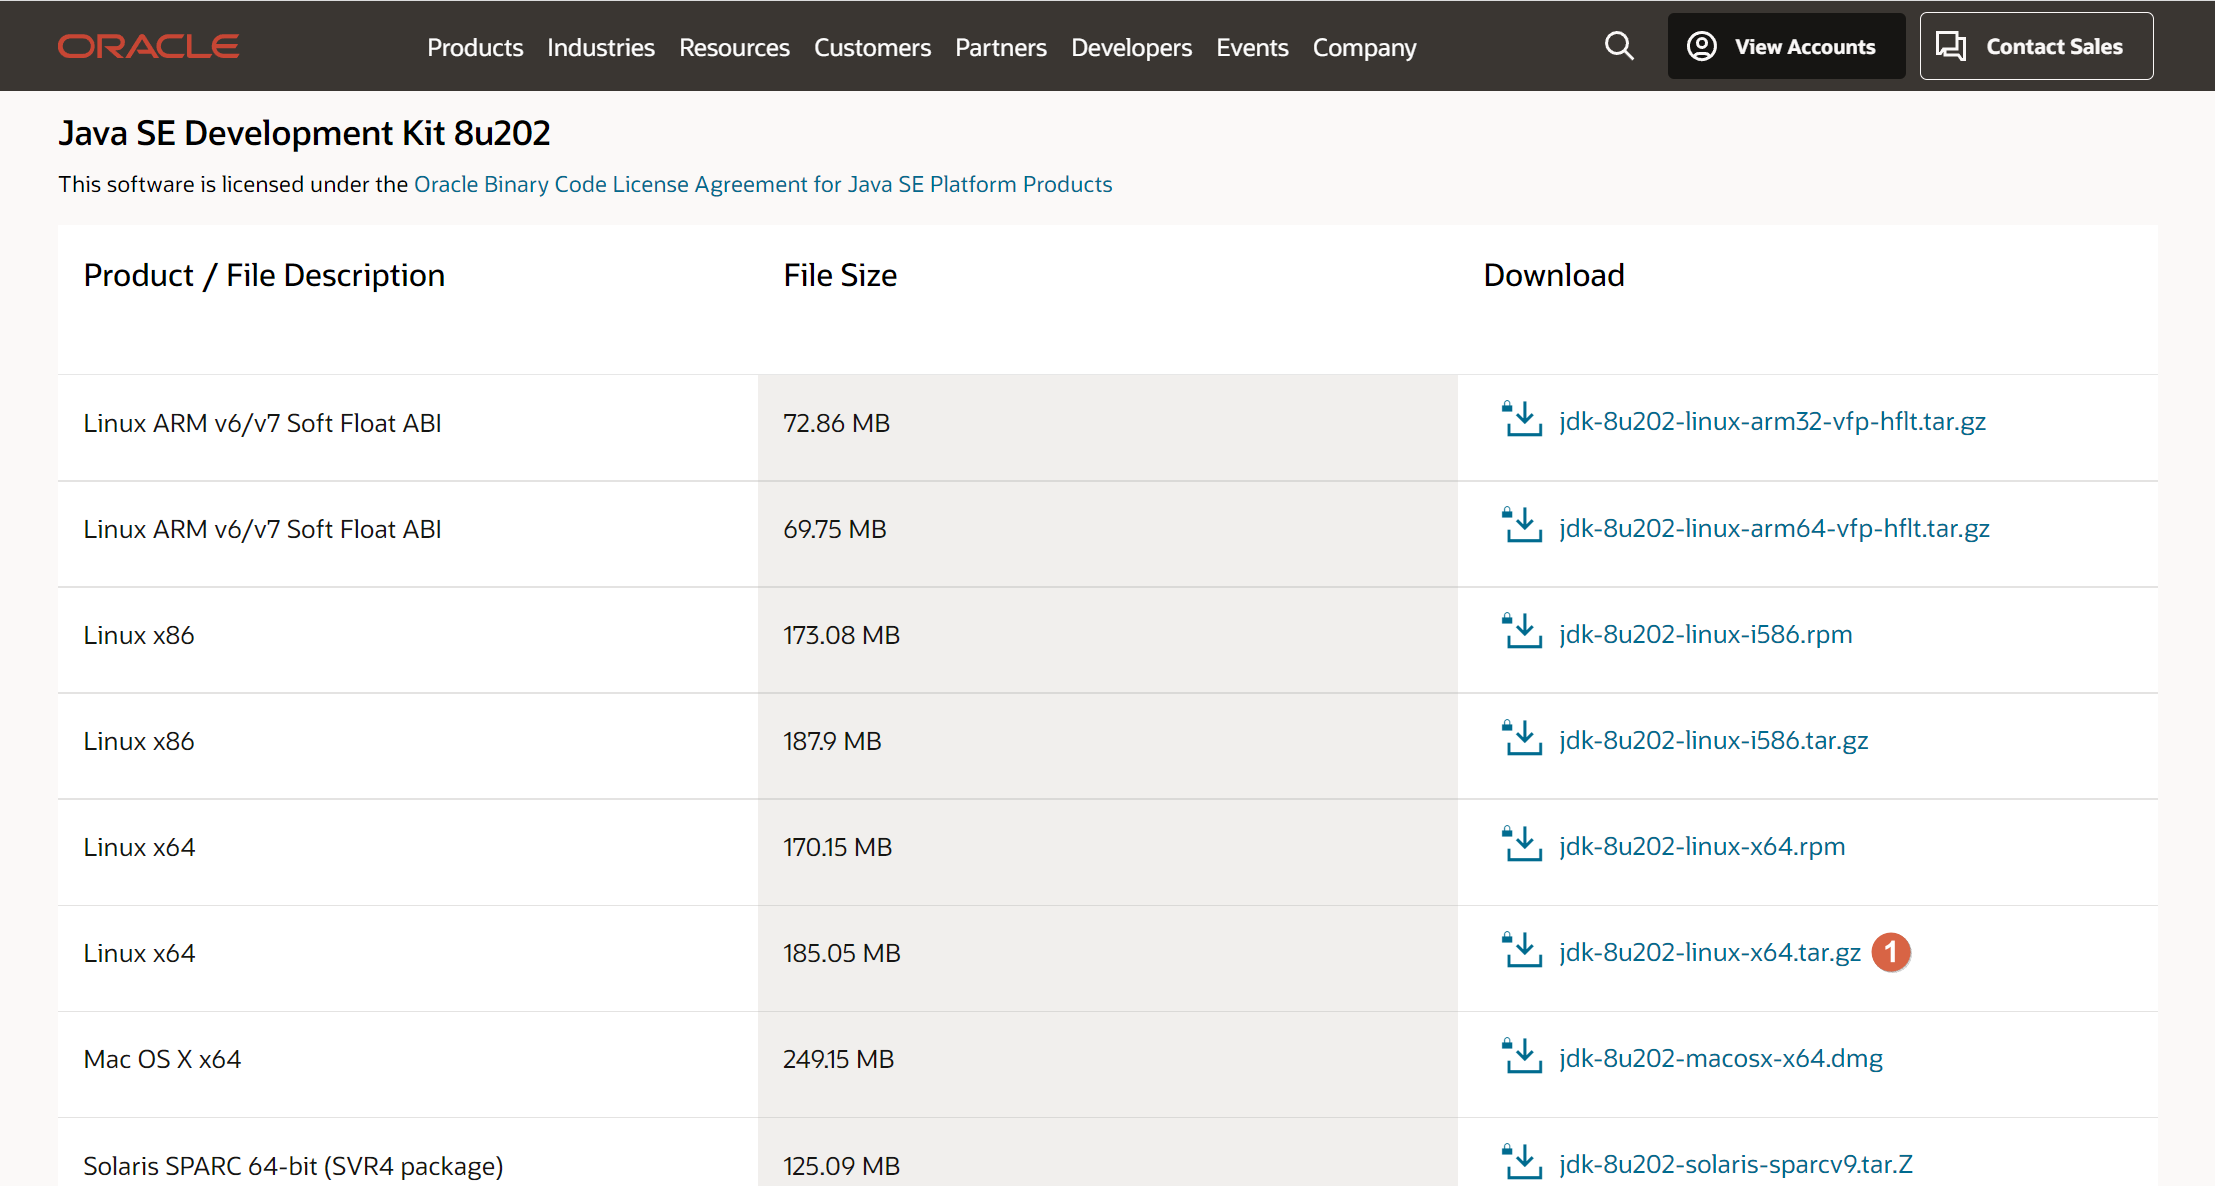 ORACLE Products Industries Resources Customers Partners Developers Events Company View Accounts Contact Sales
Java SE Development Kit 8u202
This software is licensed under the Oracle Binary Code License Agreement for Java SE Platform Products
Product / File Description File Size Download
Linux ARM v6/v7 Soft Float ABI 72.86 MB jdk-8u202-linux-arm32-vfp-hflt.tar.gz
Linux ARM v6/v7 Soft Float ABI 69.75 MB jdk-8u202-linux-arm64-vfp-hflt.tar.gz
Linux x86 173.08 MB jdk-8u202-linux-i586.rpm
Linux x86 187.9 MB jdk-8u202-linux-i586.tar.gz
Linux x64 170.15 MB jdk-8u202-linux-x64.rpm
Linux x64 185.05 MB jdk-8u202-linux-x64.tar.gz 1
Mac OS X x64 249.15 MB jdk-8u202-macosx-x64.dmg
Solaris SPARC 64-bit (SVR4 package) 125.09 MB jdk-8u202-solaris-sparcv9.tar.Z